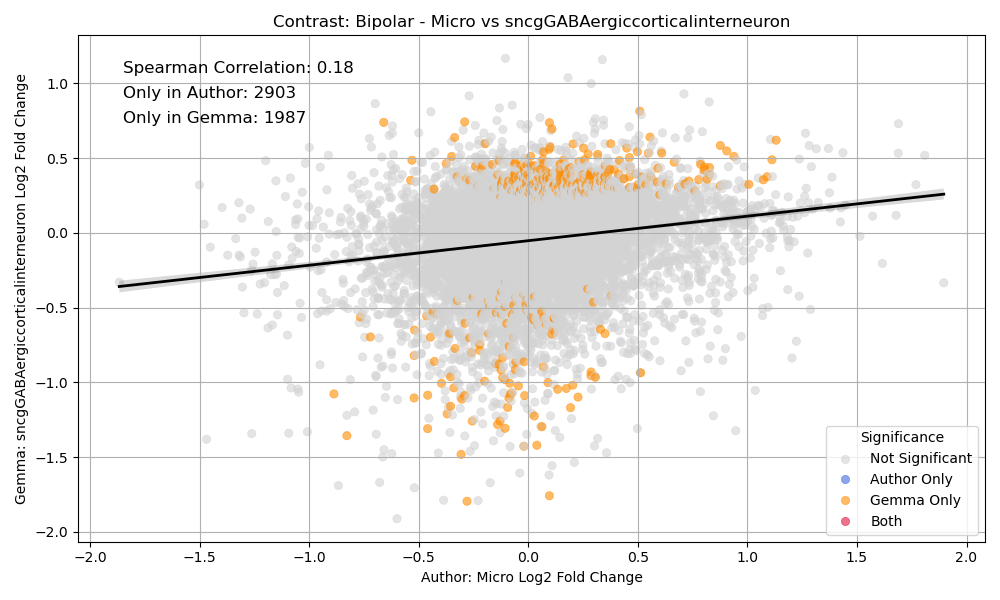 Contrast: Bipolar - Micro vs sncgGABAergiccorticalinterneuron
Spearman Correlation: 0.18
Only in Author: 2903
Only in Gemma: 1987
Gemma: sncgGABAergiccorticalinterneuron Log2 Fold Change
1.0
0.5
0.0
−0.5
−1.0
−1.5
−2.0
Significance
Not Significant
Author Only
Gemma Only
Both
−2.0 −1.5 −1.0 −0.5 0.0 0.5 1.0 1.5 2.0
Author: Micro Log2 Fold Change